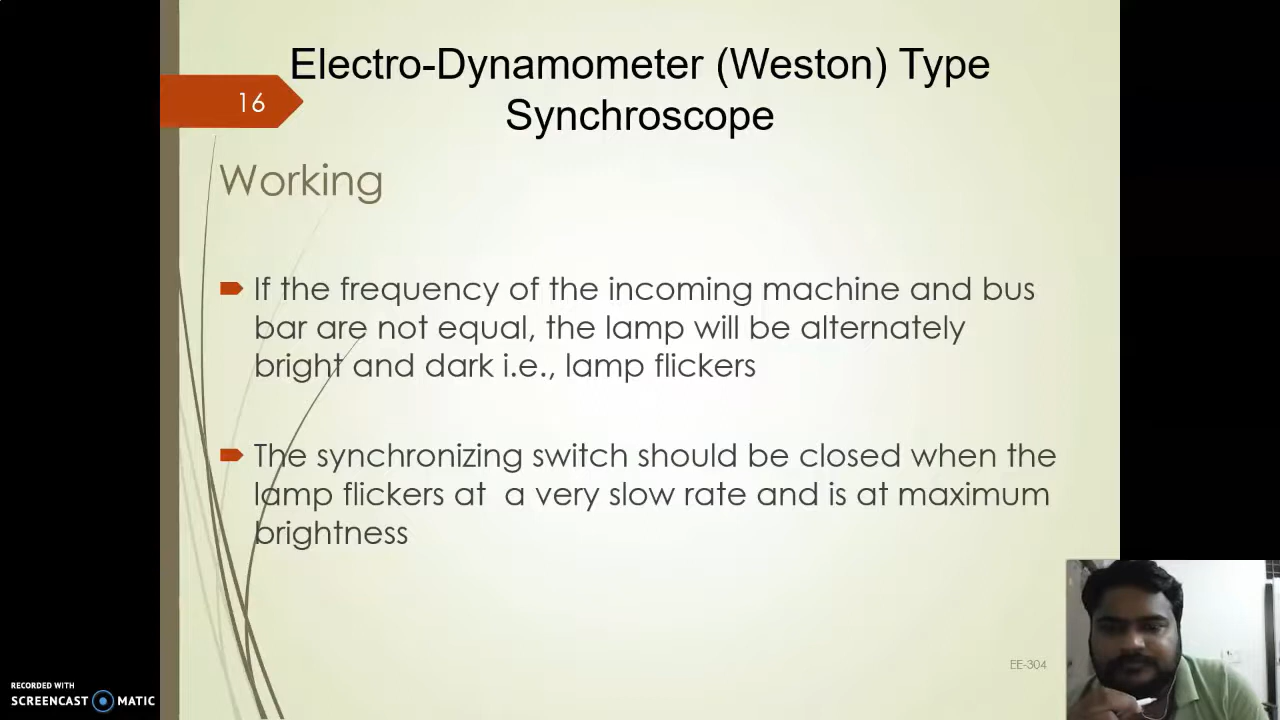 Electro-Dynamometer (Weston) Type
Synchroscope
16
Working
If the frequency of the incoming machine and bus
bar are not equal, the lamp will be alternately
bright and dark i.e., lamp flickers
The synchronizing switch should be closed when the
lamp flickers at a very slow rate and is at maximum
brightness
EE-304
RECORDED WITH
SCREENCAST MATIC